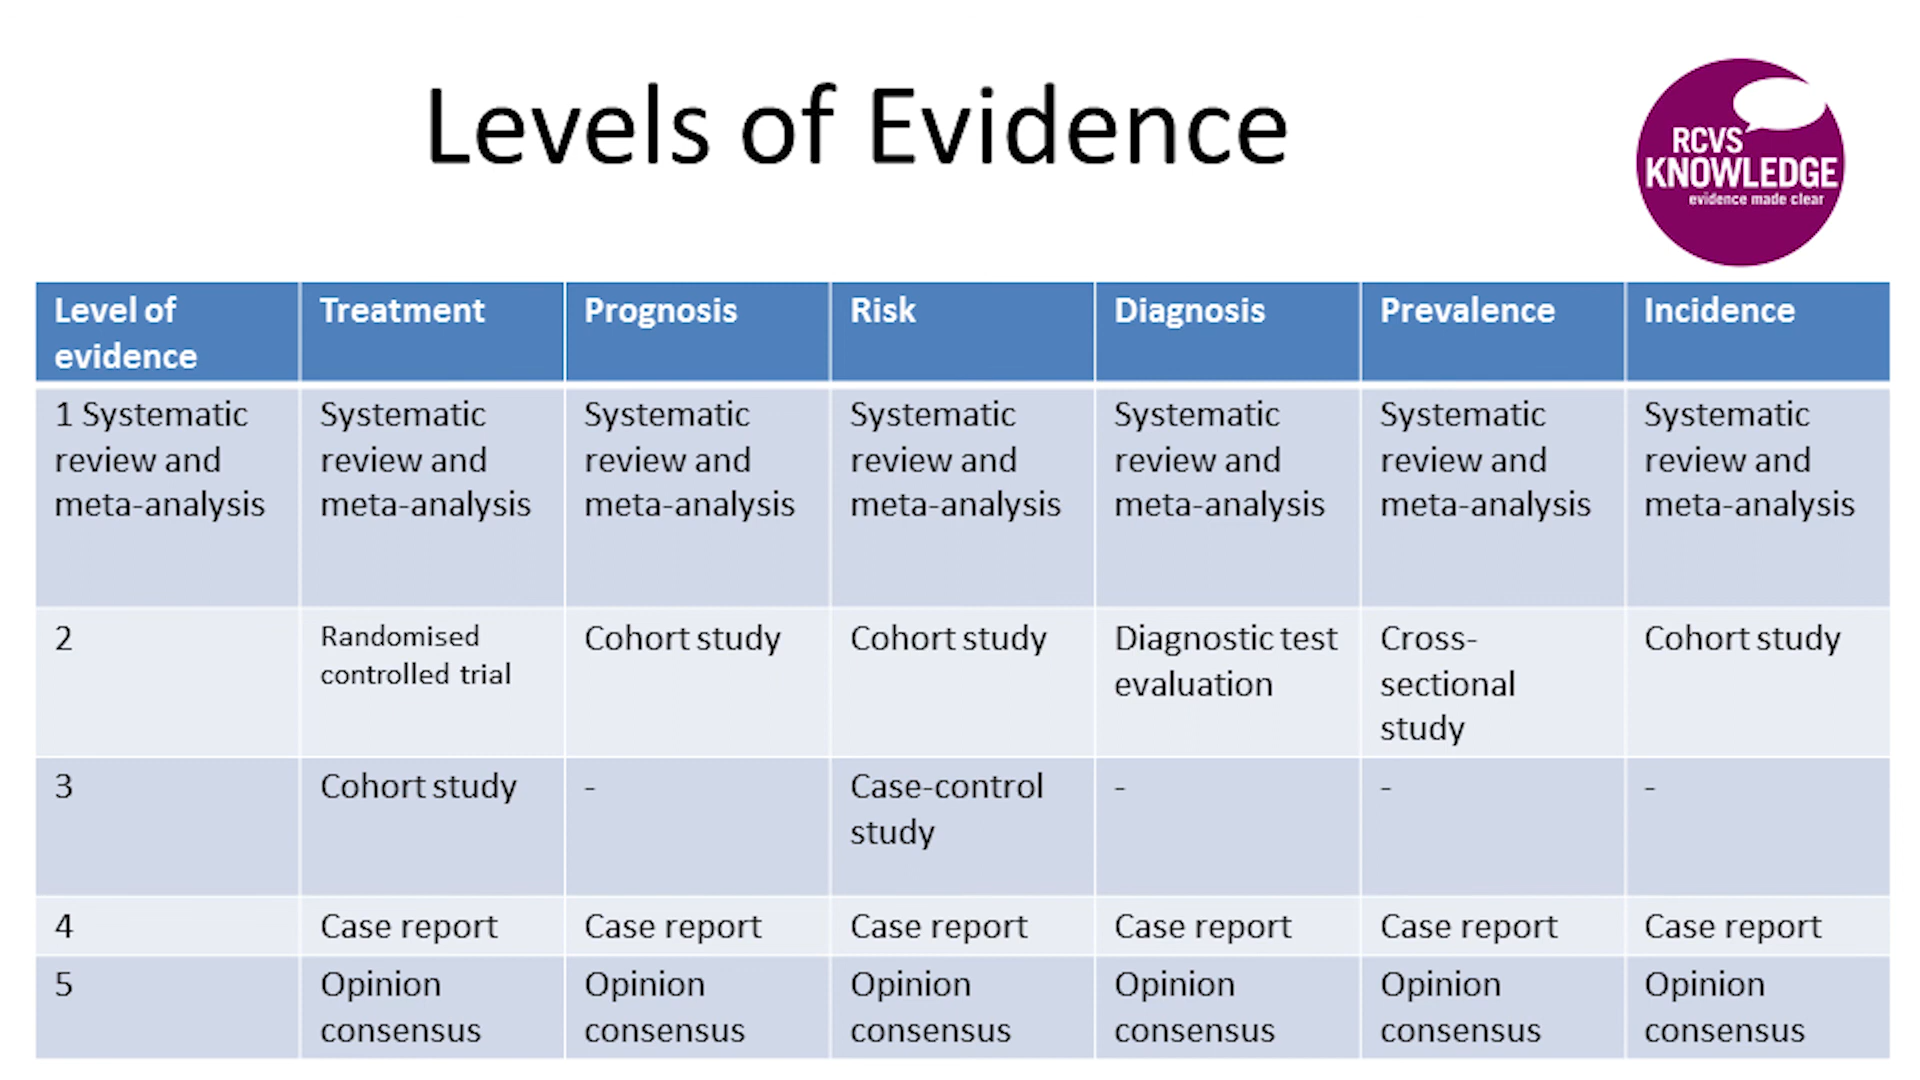 Levels of Evidence
RCVS
KNOWLEDGE
evidence made clear
Level of evidence Treatment Prognosis Risk Diagnosis Prevalence Incidence
1 Systematic review and meta-analysis Systematic review and meta-analysis Systematic review and meta-analysis Systematic review and meta-analysis Systematic review and meta-analysis Systematic review and meta-analysis Systematic review and meta-analysis
2 Randomised controlled trial Cohort study Cohort study Diagnostic test evaluation Cross-sectional study Cohort study
3 Cohort study - Case-control study - - -
4 Case report Case report Case report Case report Case report Case report
5 Opinion consensus Opinion consensus Opinion consensus Opinion consensus Opinion consensus Opinion consensus